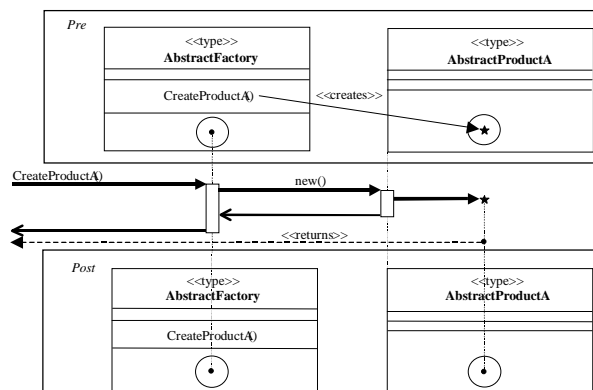 Pre
<<type>>
AbstractFactory
<<type>>
AbstractProductA
CreateProductA()
<<creates>>
CreateProductA()
new()
<<returns>>
Post
<<type>>
AbstractFactory
<<type>>
AbstractProductA
CreateProductA()